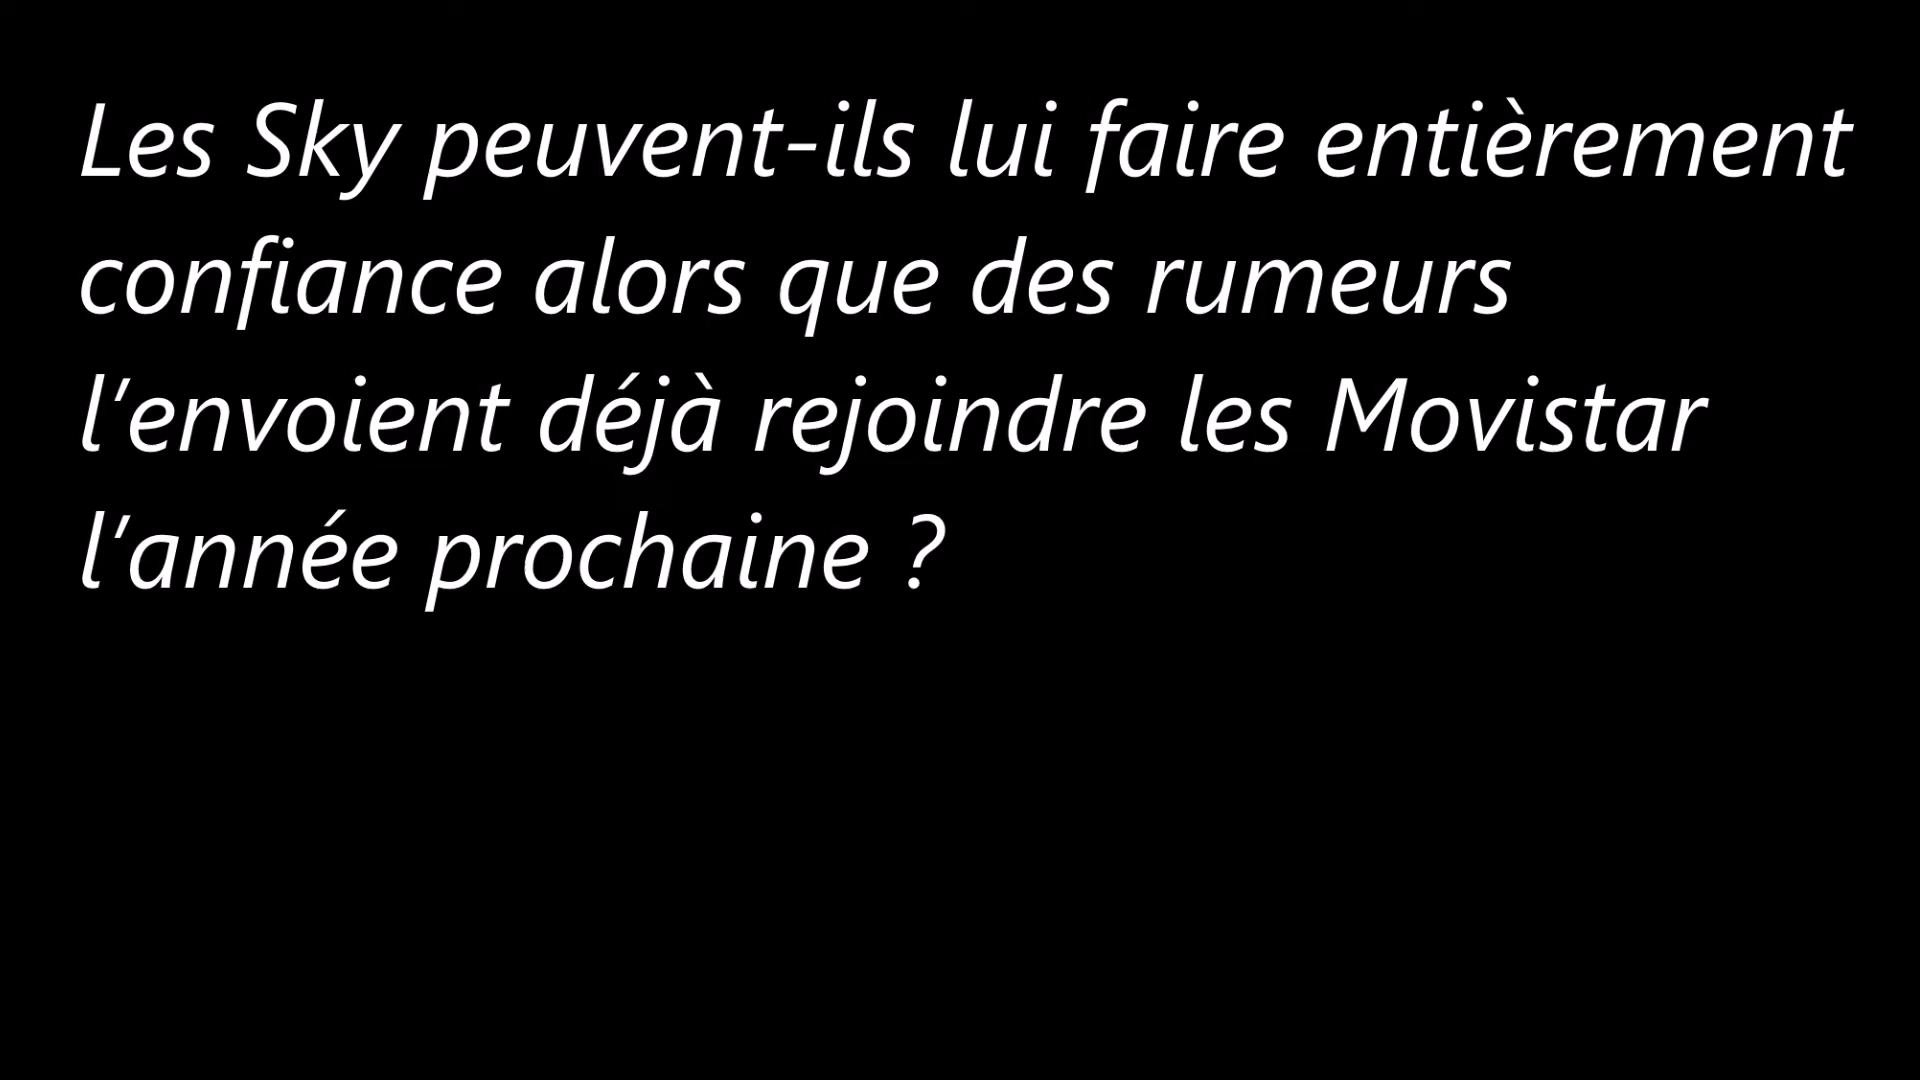 Les Sky peuvent-ils lui faire entièrement
confiance alors que des rumeurs
l'envoient déjà rejoindre les Movistar
l'année prochaine ?